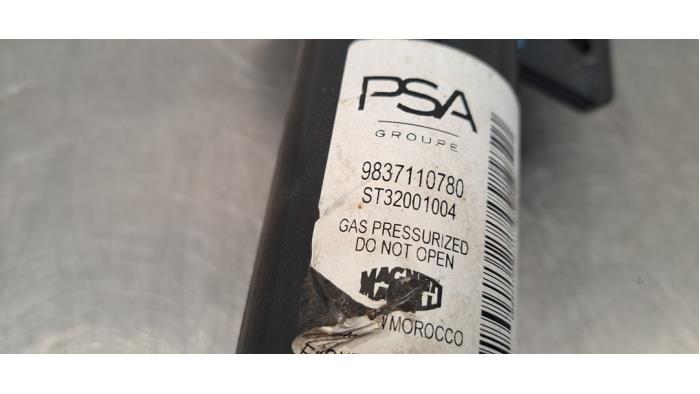 PSA
GROUPE
9837110780
ST32001004
GAS PRESSURIZED
DO NOT OPEN
MOROCCO